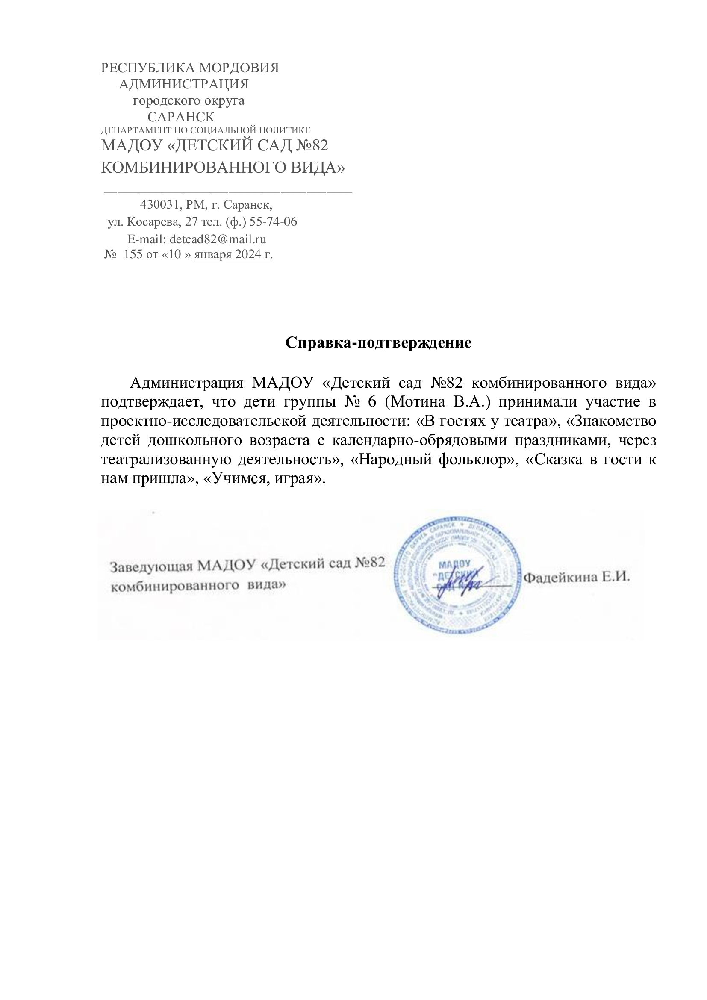 РЕСПУБЛИКА МОРДОВИЯ
АДМИНИСТРАЦИЯ
городского округа
САРАНСК
ДЕПАРТАМЕНТ ПО СОЦИАЛЬНОЙ ПОЛИТИКЕ
МАДОУ «ДЕТСКИЙ САД №82
КОМБИНИРОВАННОГО ВИДА»
430031, РМ, г. Саранск,
ул. Косарева, 27 тел. (ф.) 55-74-06
E-mail: detcad82@mail.ru
№ 155 от «10 » января 2024 г.
Справка-подтверждение
Администрация МАДОУ «Детский сад №82 комбинированного вида»
подтверждает, что дети группы № 6 (Мотина В.А.) принимали участие в
проектно-исследовательской деятельности: «В гостях у театра», «Знакомство
детей дошкольного возраста с календарно-обрядовыми праздниками, через
театрализованную деятельность», «Народный фольклор», «Сказка в гости к
нам пришла», «Учимся, играя».
Заведующая МАДОУ «Детский сад №82
комбинированного вида»
МАДОУ
"ДЕТСКИЙ
САД
Фадейкина Е.И.